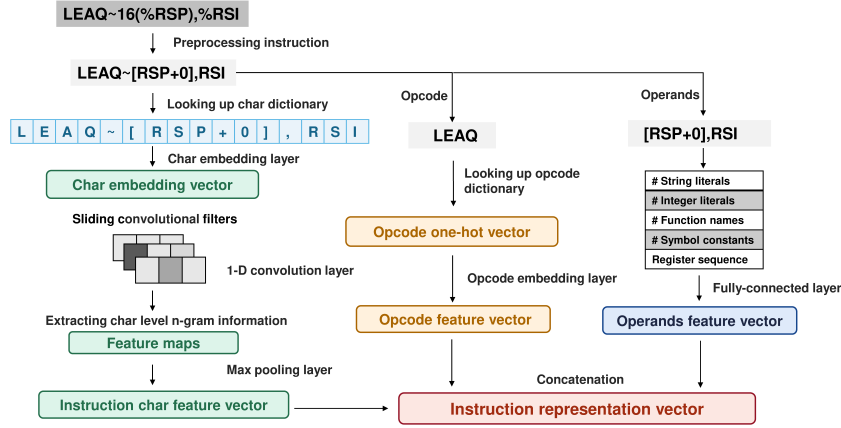 LEAQ~16(%RSP),%RSI
Preprocessing instruction
LEAQ~[RSP+0],RSI
Looking up char dictionary
L E A Q ~ [ R S P + 0 ] , R S I
Char embedding layer
Char embedding vector
Sliding convolutional filters
1-D convolution layer
Extracting char level n-gram information
Feature maps
Max pooling layer
Instruction char feature vector
Opcode
LEAQ
Looking up opcode
dictionary
Opcode one-hot vector
Opcode embedding layer
Opcode feature vector
Operands
[RSP+0],RSI
# String literals
# Integer literals
# Function names
# Symbol constants
Register sequence
Fully-connected layer
Operands feature vector
Concatenation
Instruction representation vector